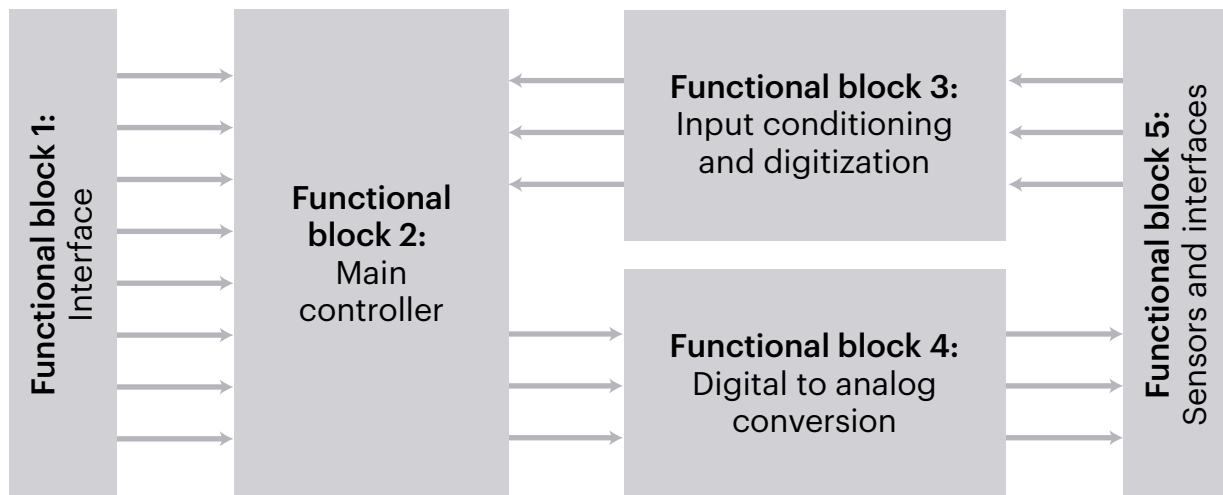 Functional block 1:
Interface
Functional
block 2:
Main
controller
Functional block 3:
Input conditioning
and digitization
Functional block 4:
Digital to analog
conversion
Functional block 5:
Sensors and interfaces